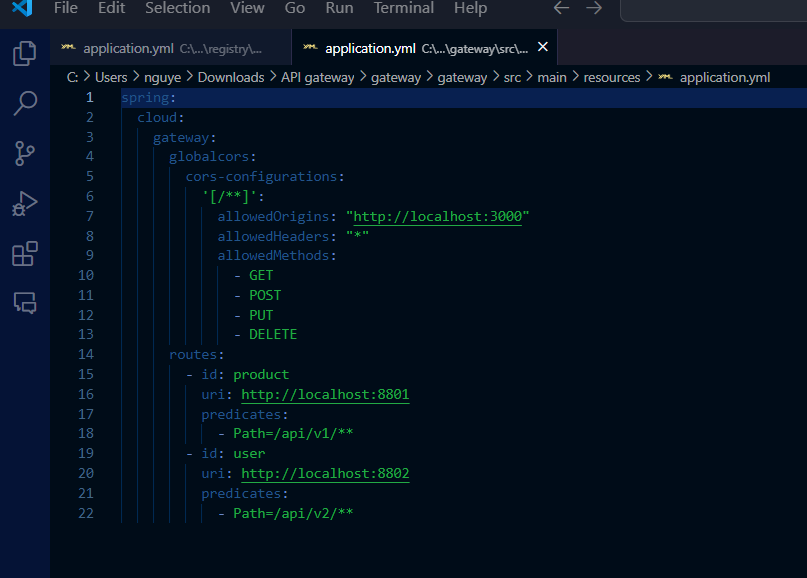 File Edit Selection View Go Run Terminal Help
application.yml C:\...\registry\...
application.yml C:\...\gateway\src\...
C: > Users > nguye > Downloads > API gateway > gateway > gateway > src > main > resources > application.yml
1 spring:
2 cloud:
3 gateway:
4 globalcors:
5 cors-configurations:
6 '[/**]':
7 allowedOrigins: "http://localhost:3000"
8 allowedHeaders: "*"
9 allowedMethods:
10 - GET
11 - POST
12 - PUT
13 - DELETE
14 routes:
15 - id: product
16 uri: http://localhost:8801
17 predicates:
18 - Path=/api/v1/**
19 - id: user
20 uri: http://localhost:8802
21 predicates:
22 - Path=/api/v2/**